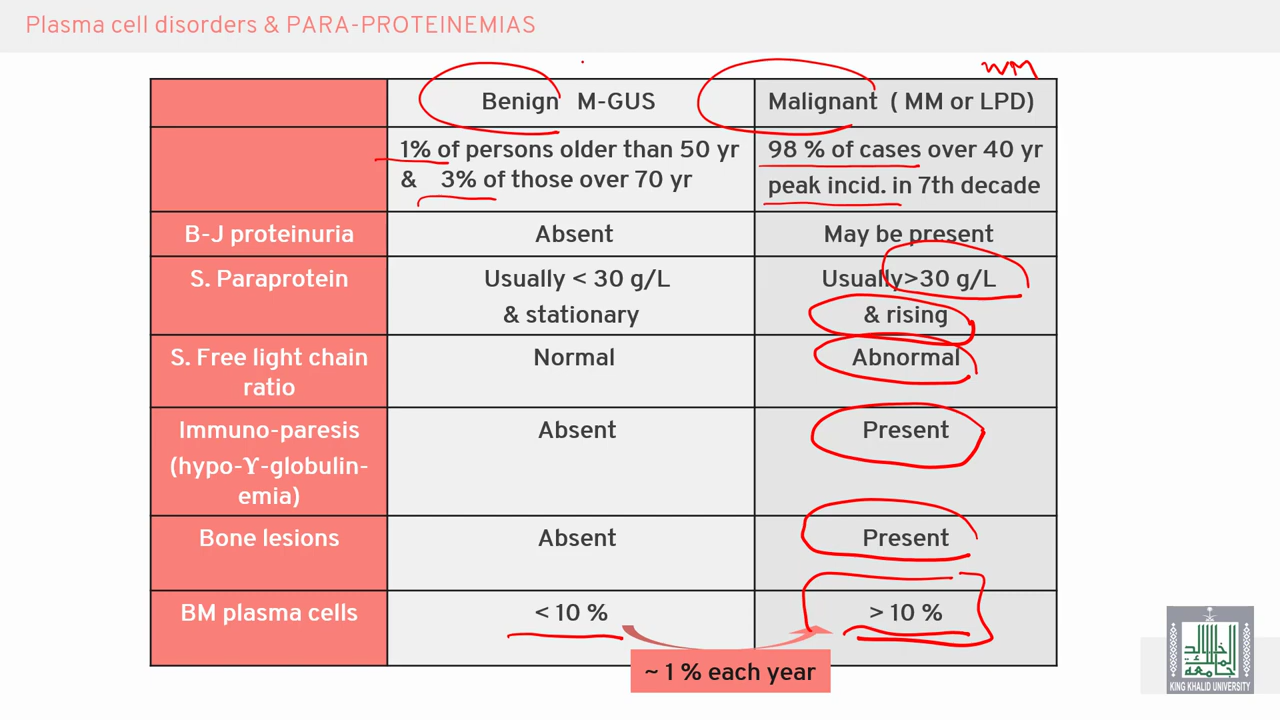 Plasma cell disorders & PARA-PROTEINEMIAS
WM
Benign M-GUS
Malignant ( MM or LPD)
1% of persons older than 50 yr
& 3% of those over 70 yr
98 % of cases over 40 yr
peak incid. in 7th decade
B-J proteinuria
Absent
May be present
S. Paraprotein
Usually < 30 g/L
& stationary
Usually>30 g/L
& rising
S. Free light chain
ratio
Normal
Abnormal
Immuno-paresis
(hypo-ϒ-globulin-
emia)
Absent
Present
Bone lesions
Absent
Present
BM plasma cells
< 10 %
> 10 %
~ 1 % each year
جامعة الملك خالد
KING KHALID UNIVERSITY